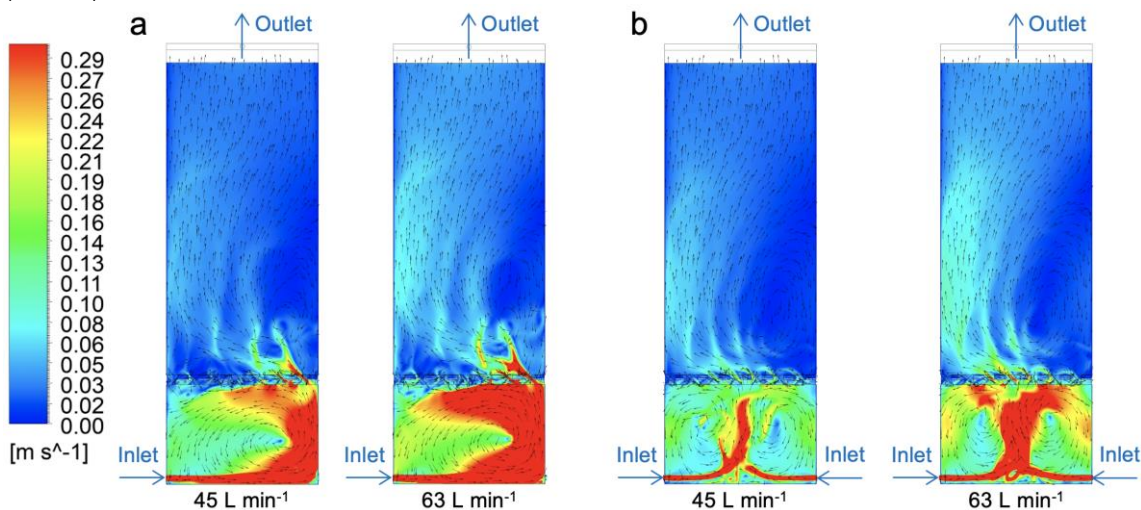 a
b
Outlet
Outlet
Outlet
Outlet
0.29
0.27
0.26
0.22
0.21
0.19
0.18
0.16
0.14
0.13
0.11
0.10
0.08
0.06
0.05
0.03
0.02
0.00
[m s^-1]
Inlet
Inlet
Inlet
Inlet
Inlet
Inlet
45 L min⁻¹
63 L min⁻¹
45 L min⁻¹
63 L min⁻¹